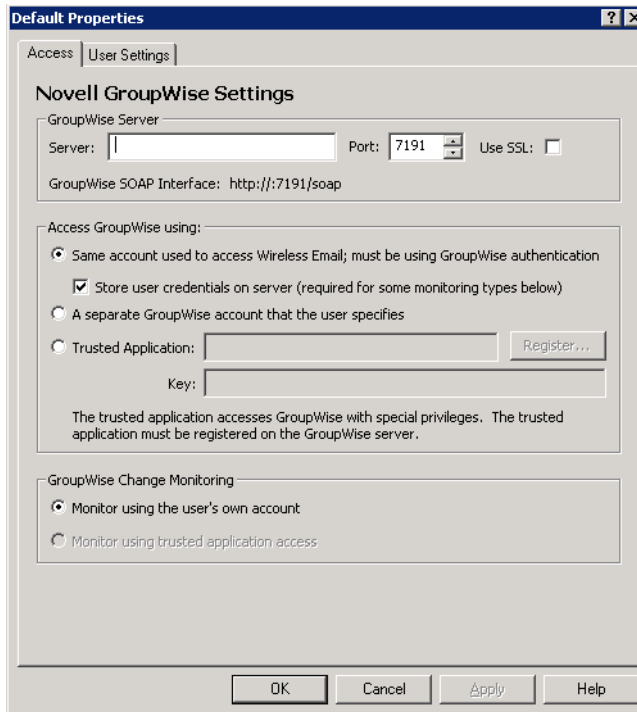 Default Properties
Access
User Settings
Novell GroupWise Settings
GroupWise Server
Server:
Port: 7191
Use SSL:
GroupWise SOAP Interface: http://:7191/soap
Access GroupWise using:
Same account used to access Wireless Email; must be using GroupWise authentication
Store user credentials on server (required for some monitoring types below)
A separate GroupWise account that the user specifies
Trusted Application:
Register...
Key:
The trusted application accesses GroupWise with special privileges. The trusted
application must be registered on the GroupWise server.
GroupWise Change Monitoring
Monitor using the user's own account
Monitor using trusted application access
OK
Cancel
Apply
Help